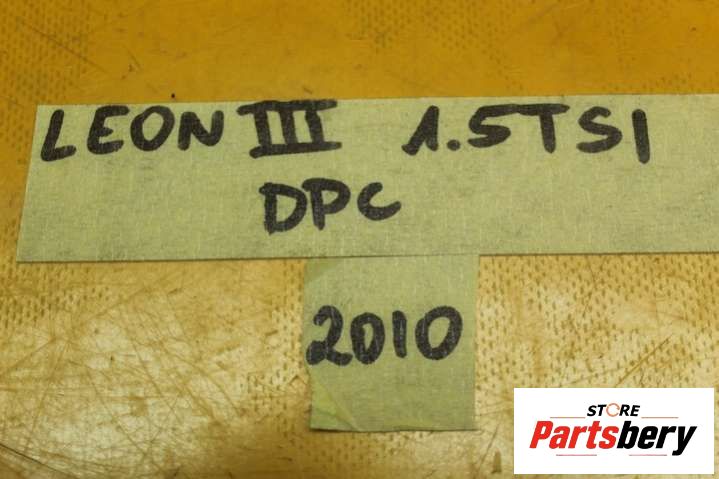 LEON III 1.5TSI
DPC
2010
STORE
Partsbery